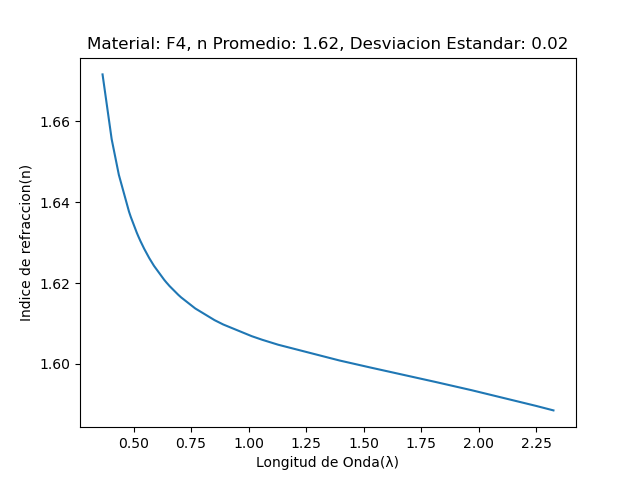 Material: F4, n Promedio: 1.62, Desviacion Estandar: 0.02
Indice de refraccion(n)
1.66
1.64
1.62
1.60
0.50 0.75 1.00 1.25 1.50 1.75 2.00 2.25
Longitud de Onda(λ)